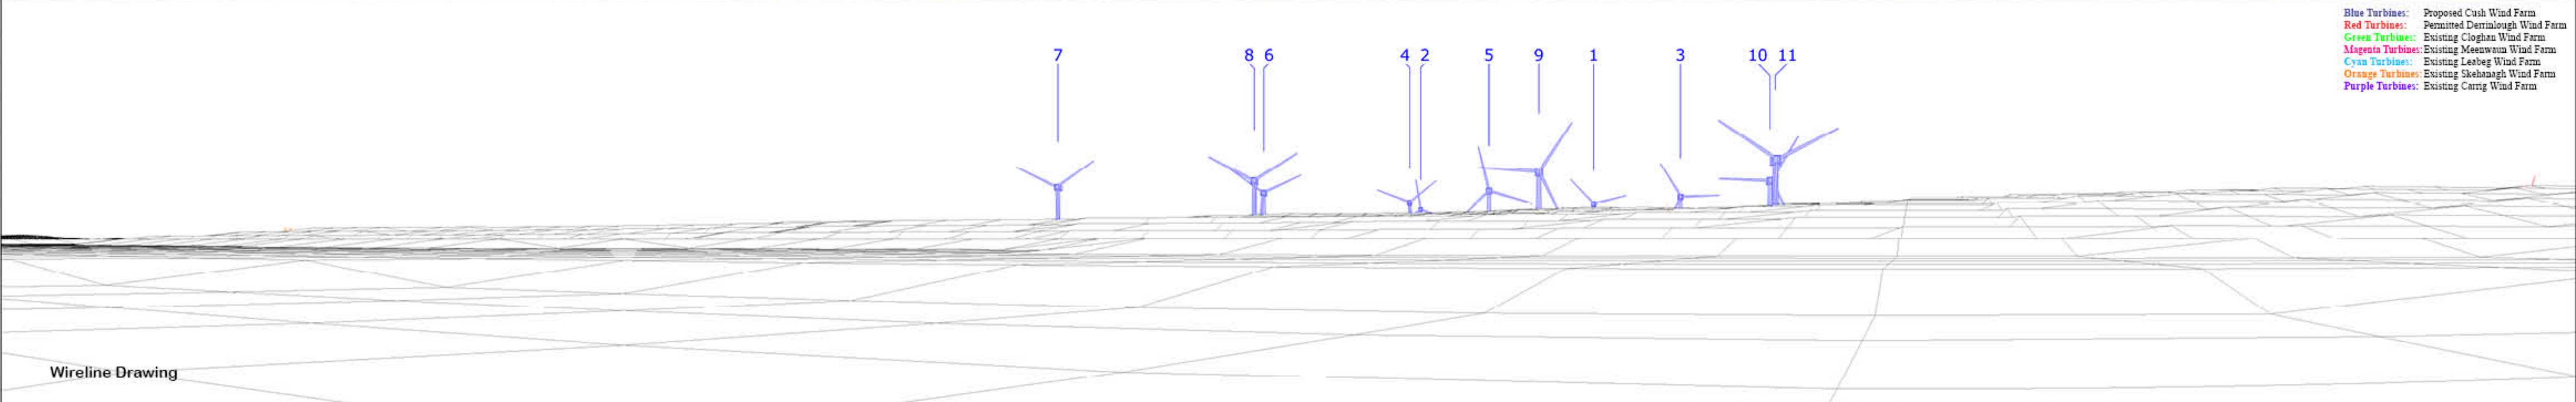 Blue Turbines: Proposed Cush Wind Farm
Red Turbines: Permitted Derrinlough Wind Farm
Green Turbines: Existing Cloghan Wind Farm
Magenta Turbines: Existing Meenwaun Wind Farm
Cyan Turbines: Existing Leabeg Wind Farm
Orange Turbines: Existing Skehanagh Wind Farm
Purple Turbines: Existing Carrig Wind Farm
7 8 6 4 2 5 9 1 3 10 11
Wireline Drawing